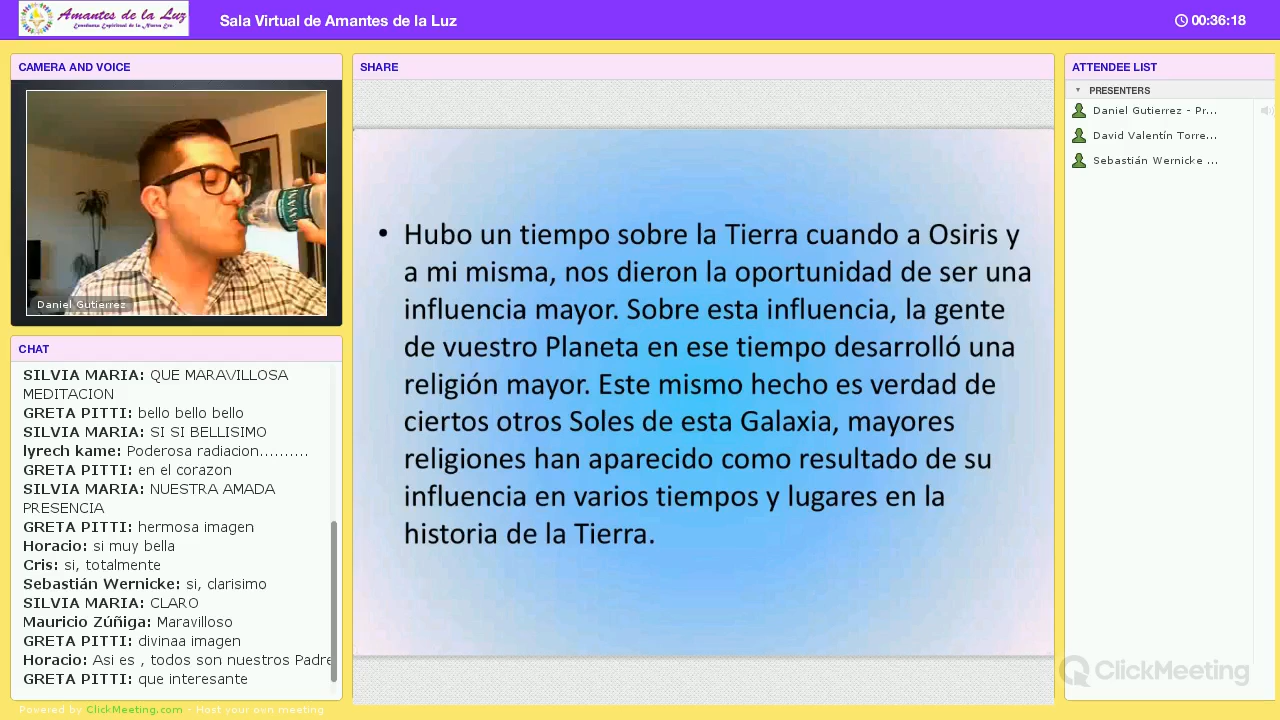 Amantes de la Luz
Enseñanza Espiritual de la Nueva Era
Sala Virtual de Amantes de la Luz
00:36:18
CAMERA AND VOICE
Daniel Gutierrez
CHAT
SILVIA MARIA: QUE MARAVILLOSA
MEDITACION
GRETA PITTI: bello bello bello
SILVIA MARIA: SI SI BELLISIMO
lyrech kame: Poderosa radiacion..........
GRETA PITTI: en el corazon
SILVIA MARIA: NUESTRA AMADA
PRESENCIA
GRETA PITTI: hermosa imagen
Horacio: si muy bella
Cris: si, totalmente
Sebastián Wernicke: si, clarisimo
SILVIA MARIA: CLARO
Mauricio Zúñiga: Maravilloso
GRETA PITTI: divinaa imagen
Horacio: Asi es , todos son nuestros Padre
GRETA PITTI: que interesante
Powered by ClickMeeting.com - Host your own meeting
SHARE
• Hubo un tiempo sobre la Tierra cuando a Osiris y
a mi misma, nos dieron la oportunidad de ser una
influencia mayor. Sobre esta influencia, la gente
de vuestro Planeta en ese tiempo desarrolló una
religión mayor. Este mismo hecho es verdad de
ciertos otros Soles de esta Galaxia, mayores
religiones han aparecido como resultado de su
influencia en varios tiempos y lugares en la
historia de la Tierra.
ATTENDEE LIST
PRESENTERS
Daniel Gutierrez - Pr...
David Valentín Torre...
Sebastián Wernicke ...
ClickMeeting